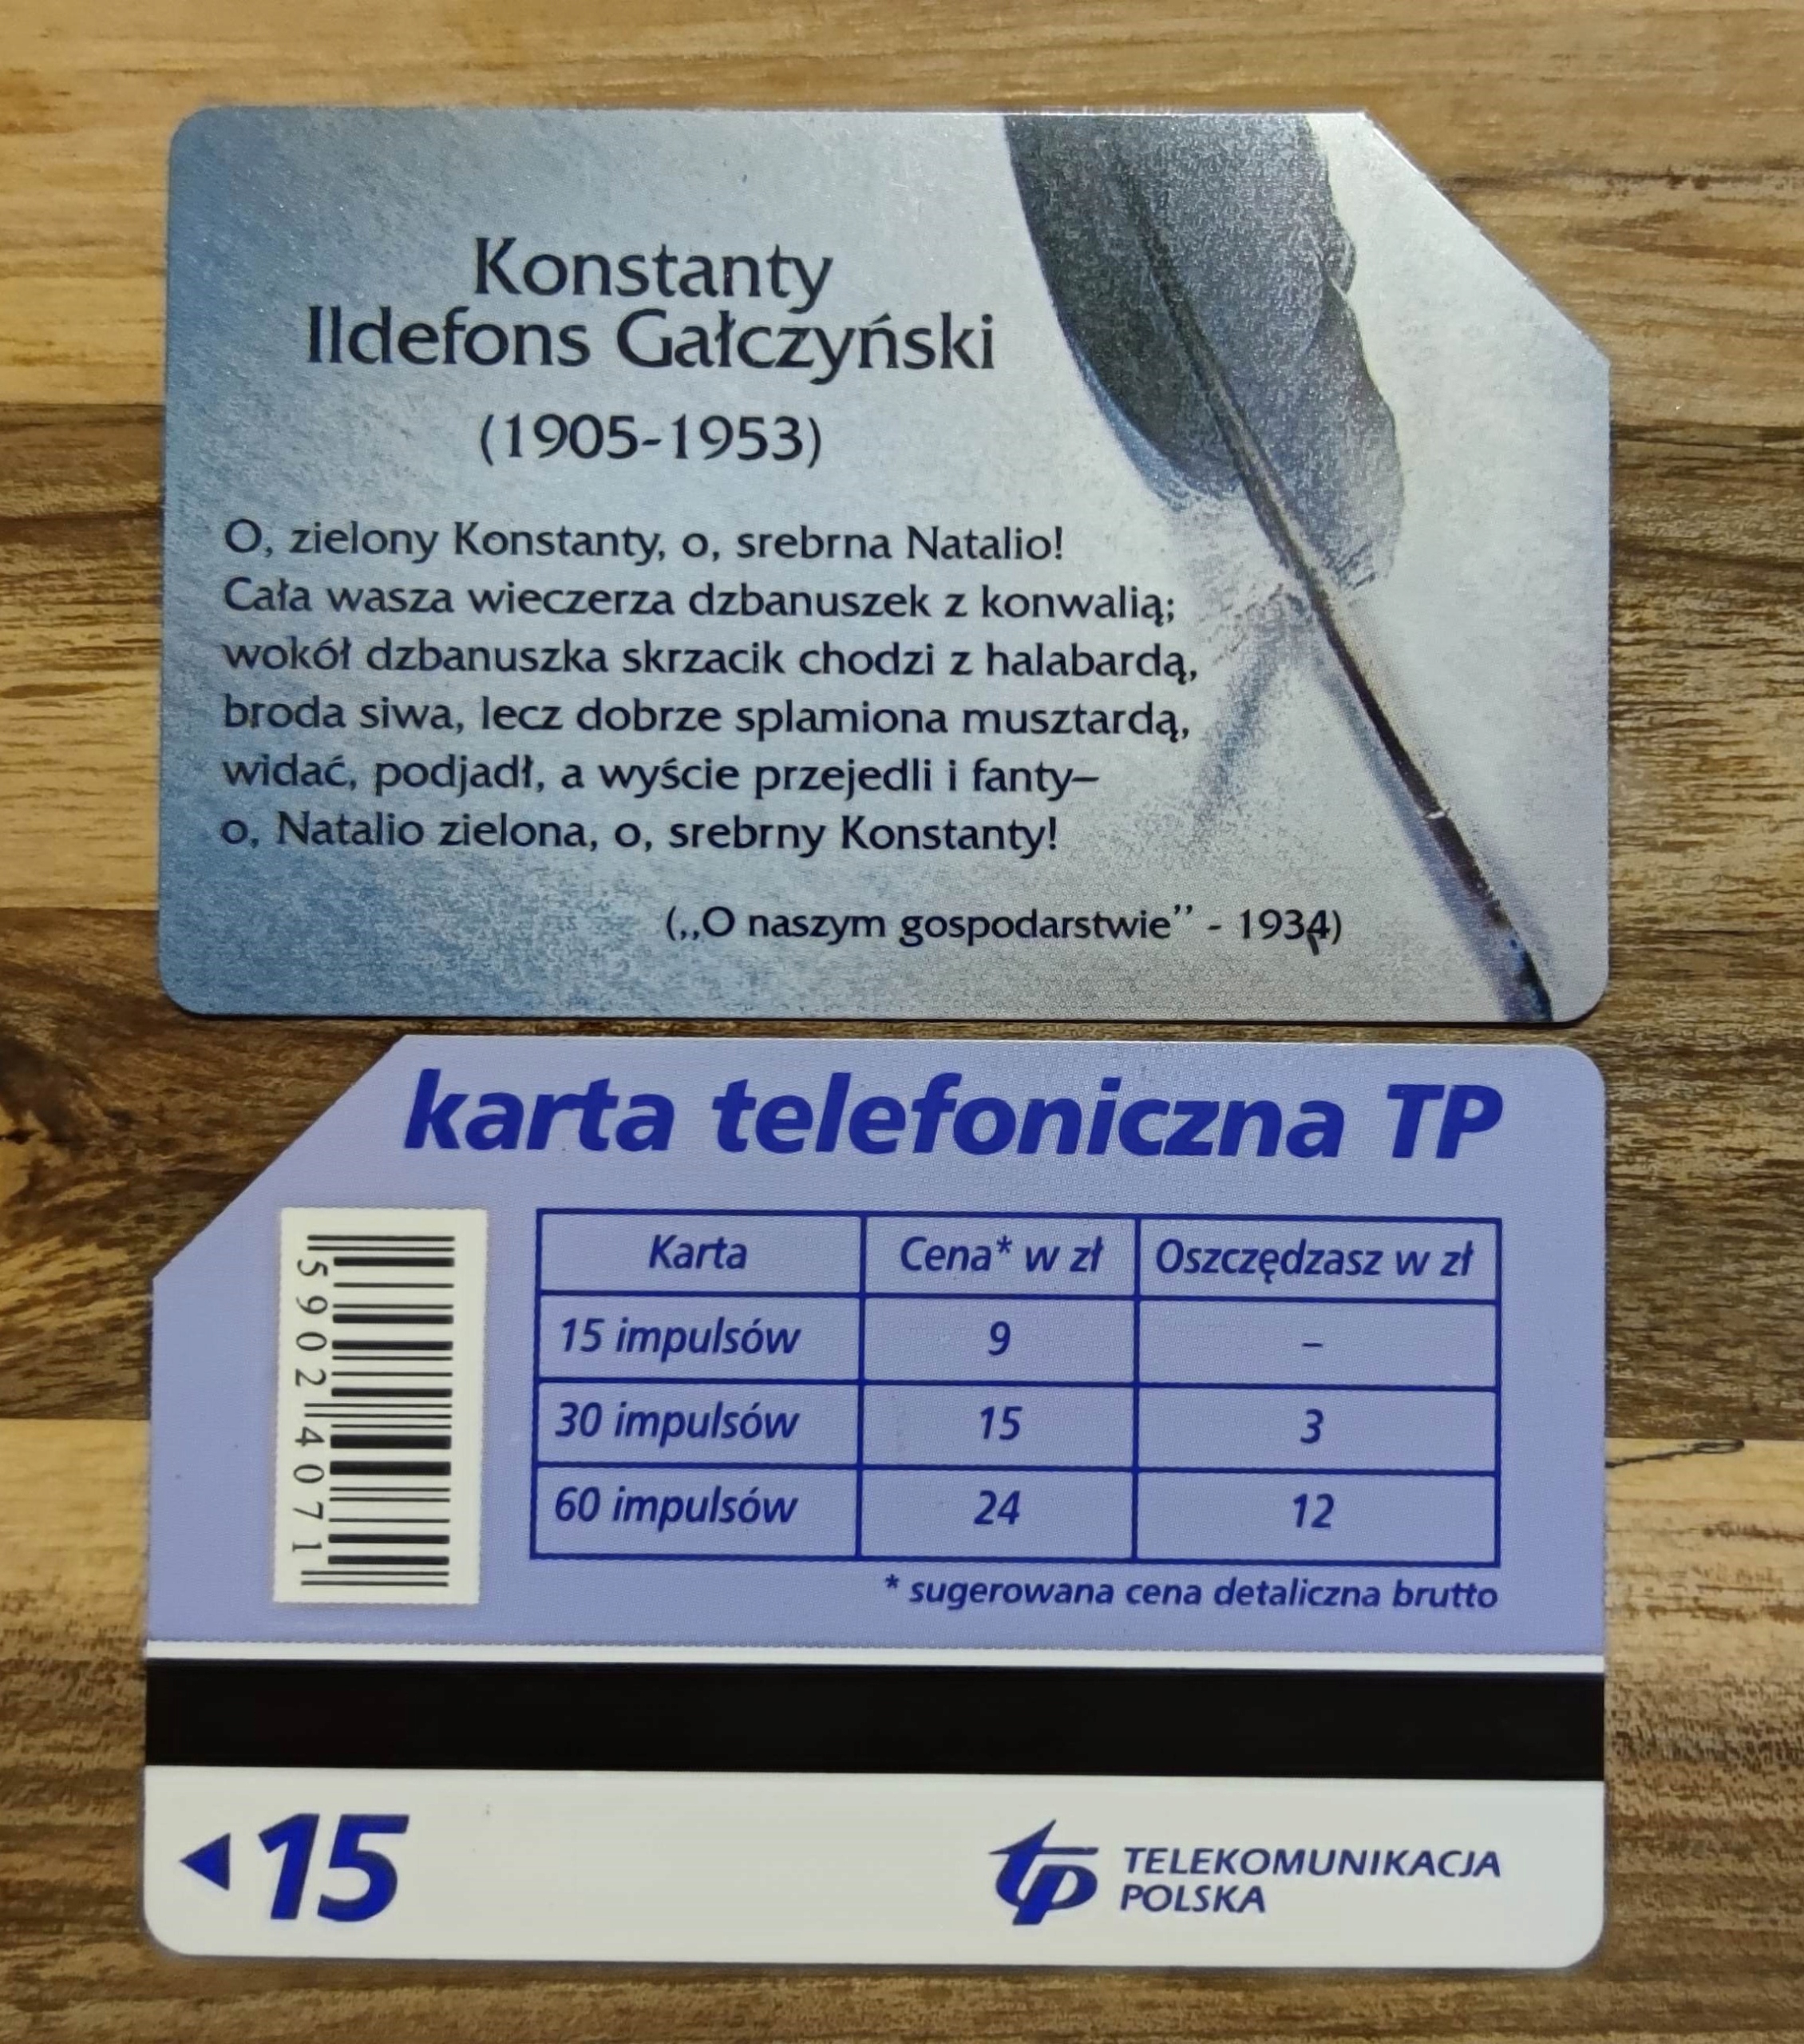 Konstanty
Ildefons Gałczyński
(1905-1953)
O, zielony Konstanty, o, srebrna Natalio!
Cała wasza wieczerza dzbanuszek z konwalią;
wokół dzbanuszka skrzacik chodzi z halabardą,
broda siwa, lecz dobrze splamiona musztardą,
widać, podjadł, a wyście przejedli i fanty–
o, Natalio zielona, o, srebrny Konstanty!
(,,O naszym gospodarstwie'' - 1934)
karta telefoniczna TP
5902 4071
Karta Cena* w zł Oszczędzasz w zł
15 impulsów 9 –
30 impulsów 15 3
60 impulsów 24 12
* sugerowana cena detaliczna brutto
15
tp TELEKOMUNIKACJA
POLSKA